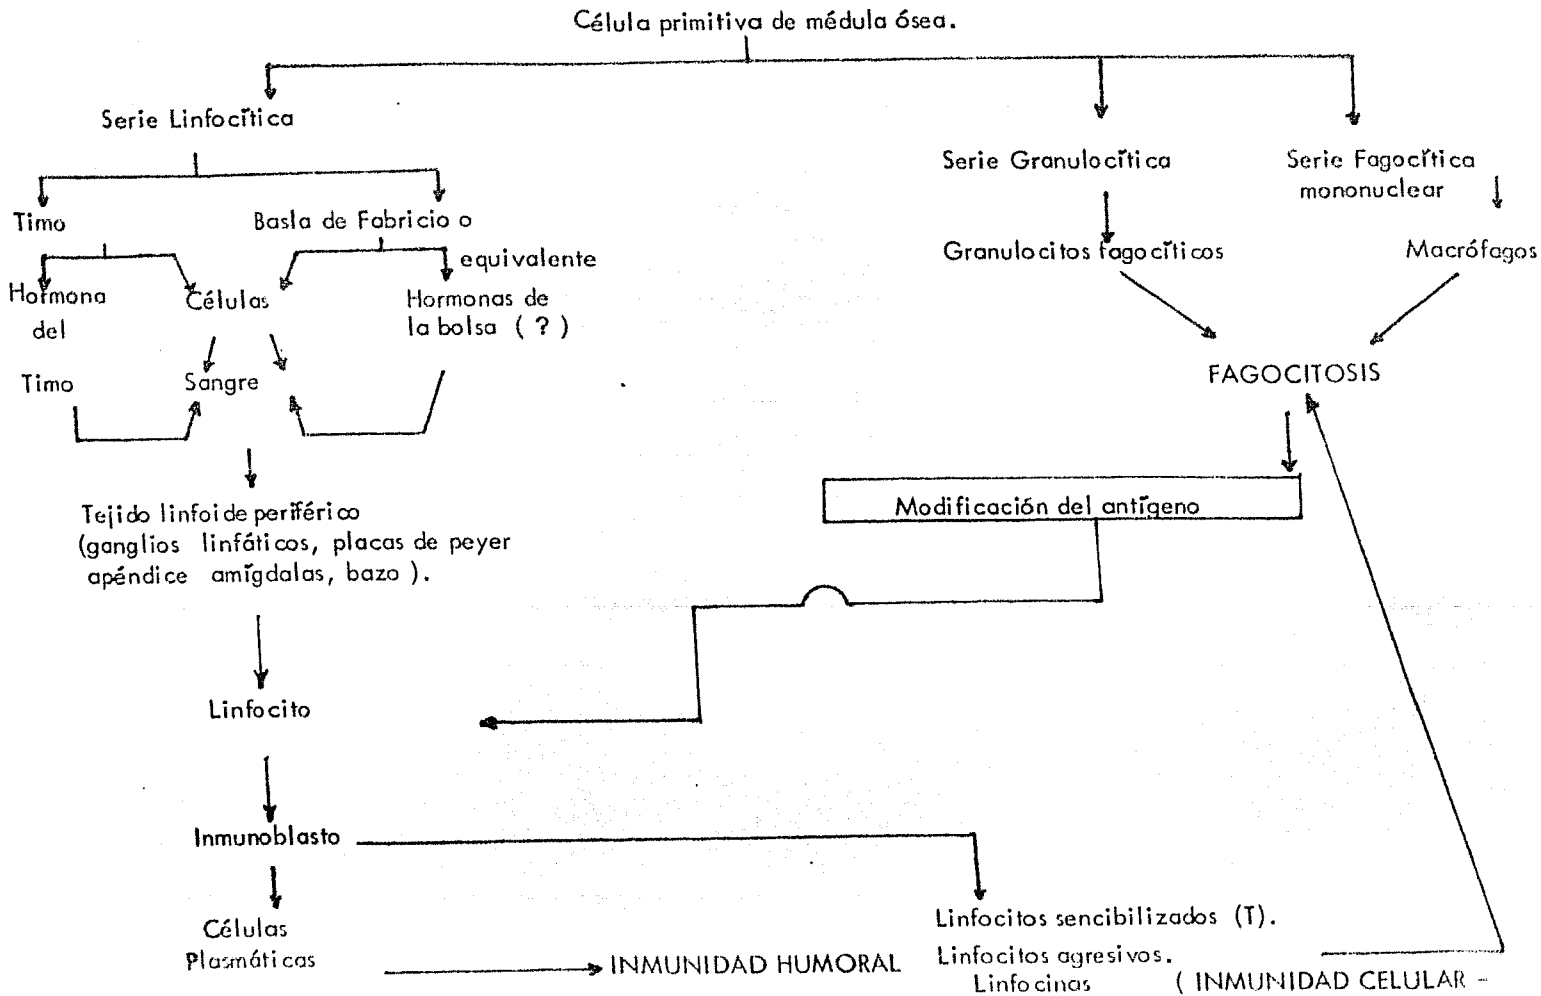 Célula primitiva de médula ósea.
Serie Linfocítica
Serie Granulocítica
Serie Fagocítica
mononuclear
Timo
Basla de Fabricio o
equivalente
Granulocitos fagocíticos
Macrófagos
Hormona
del
Timo
Células
Hormonas de
la bolsa ( ? )
Sangre
FAGOCITOSIS
Tejido linfoide periférico
(ganglios linfáticos, placas de peyer
apéndice amígdalas, bazo ).
Modificación del antígeno
Linfocito
Inmunoblasto
Células
Plasmáticas
INMUNIDAD HUMORAL
Linfocitos sencibilizados (T).
Linfocitos agresivos.
Linfocinas
( INMUNIDAD CELULAR -